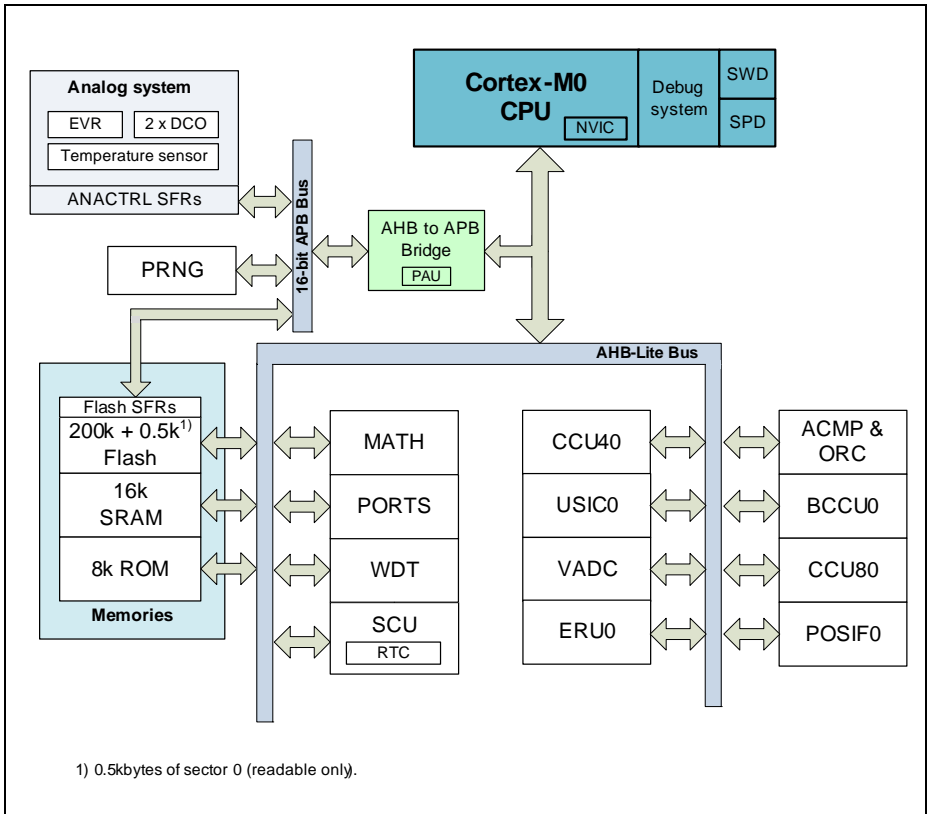 Cortex-M0
CPU
NVIC
Debug
system
SWD
SPD
Analog system
EVR
2 x DCO
Temperature sensor
ANACTRL SFRs
16-bit APB Bus
AHB to APB
Bridge
PAU
PRNG
AHB-Lite Bus
Flash SFRs
200k + 0.5k1)
Flash
16k
SRAM
8k ROM
Memories
MATH
PORTS
WDT
SCU
RTC
CCU40
USIC0
VADC
ERU0
ACMP &
ORC
BCCU0
CCU80
POSIF0
1) 0.5kbytes of sector 0 (readable only).